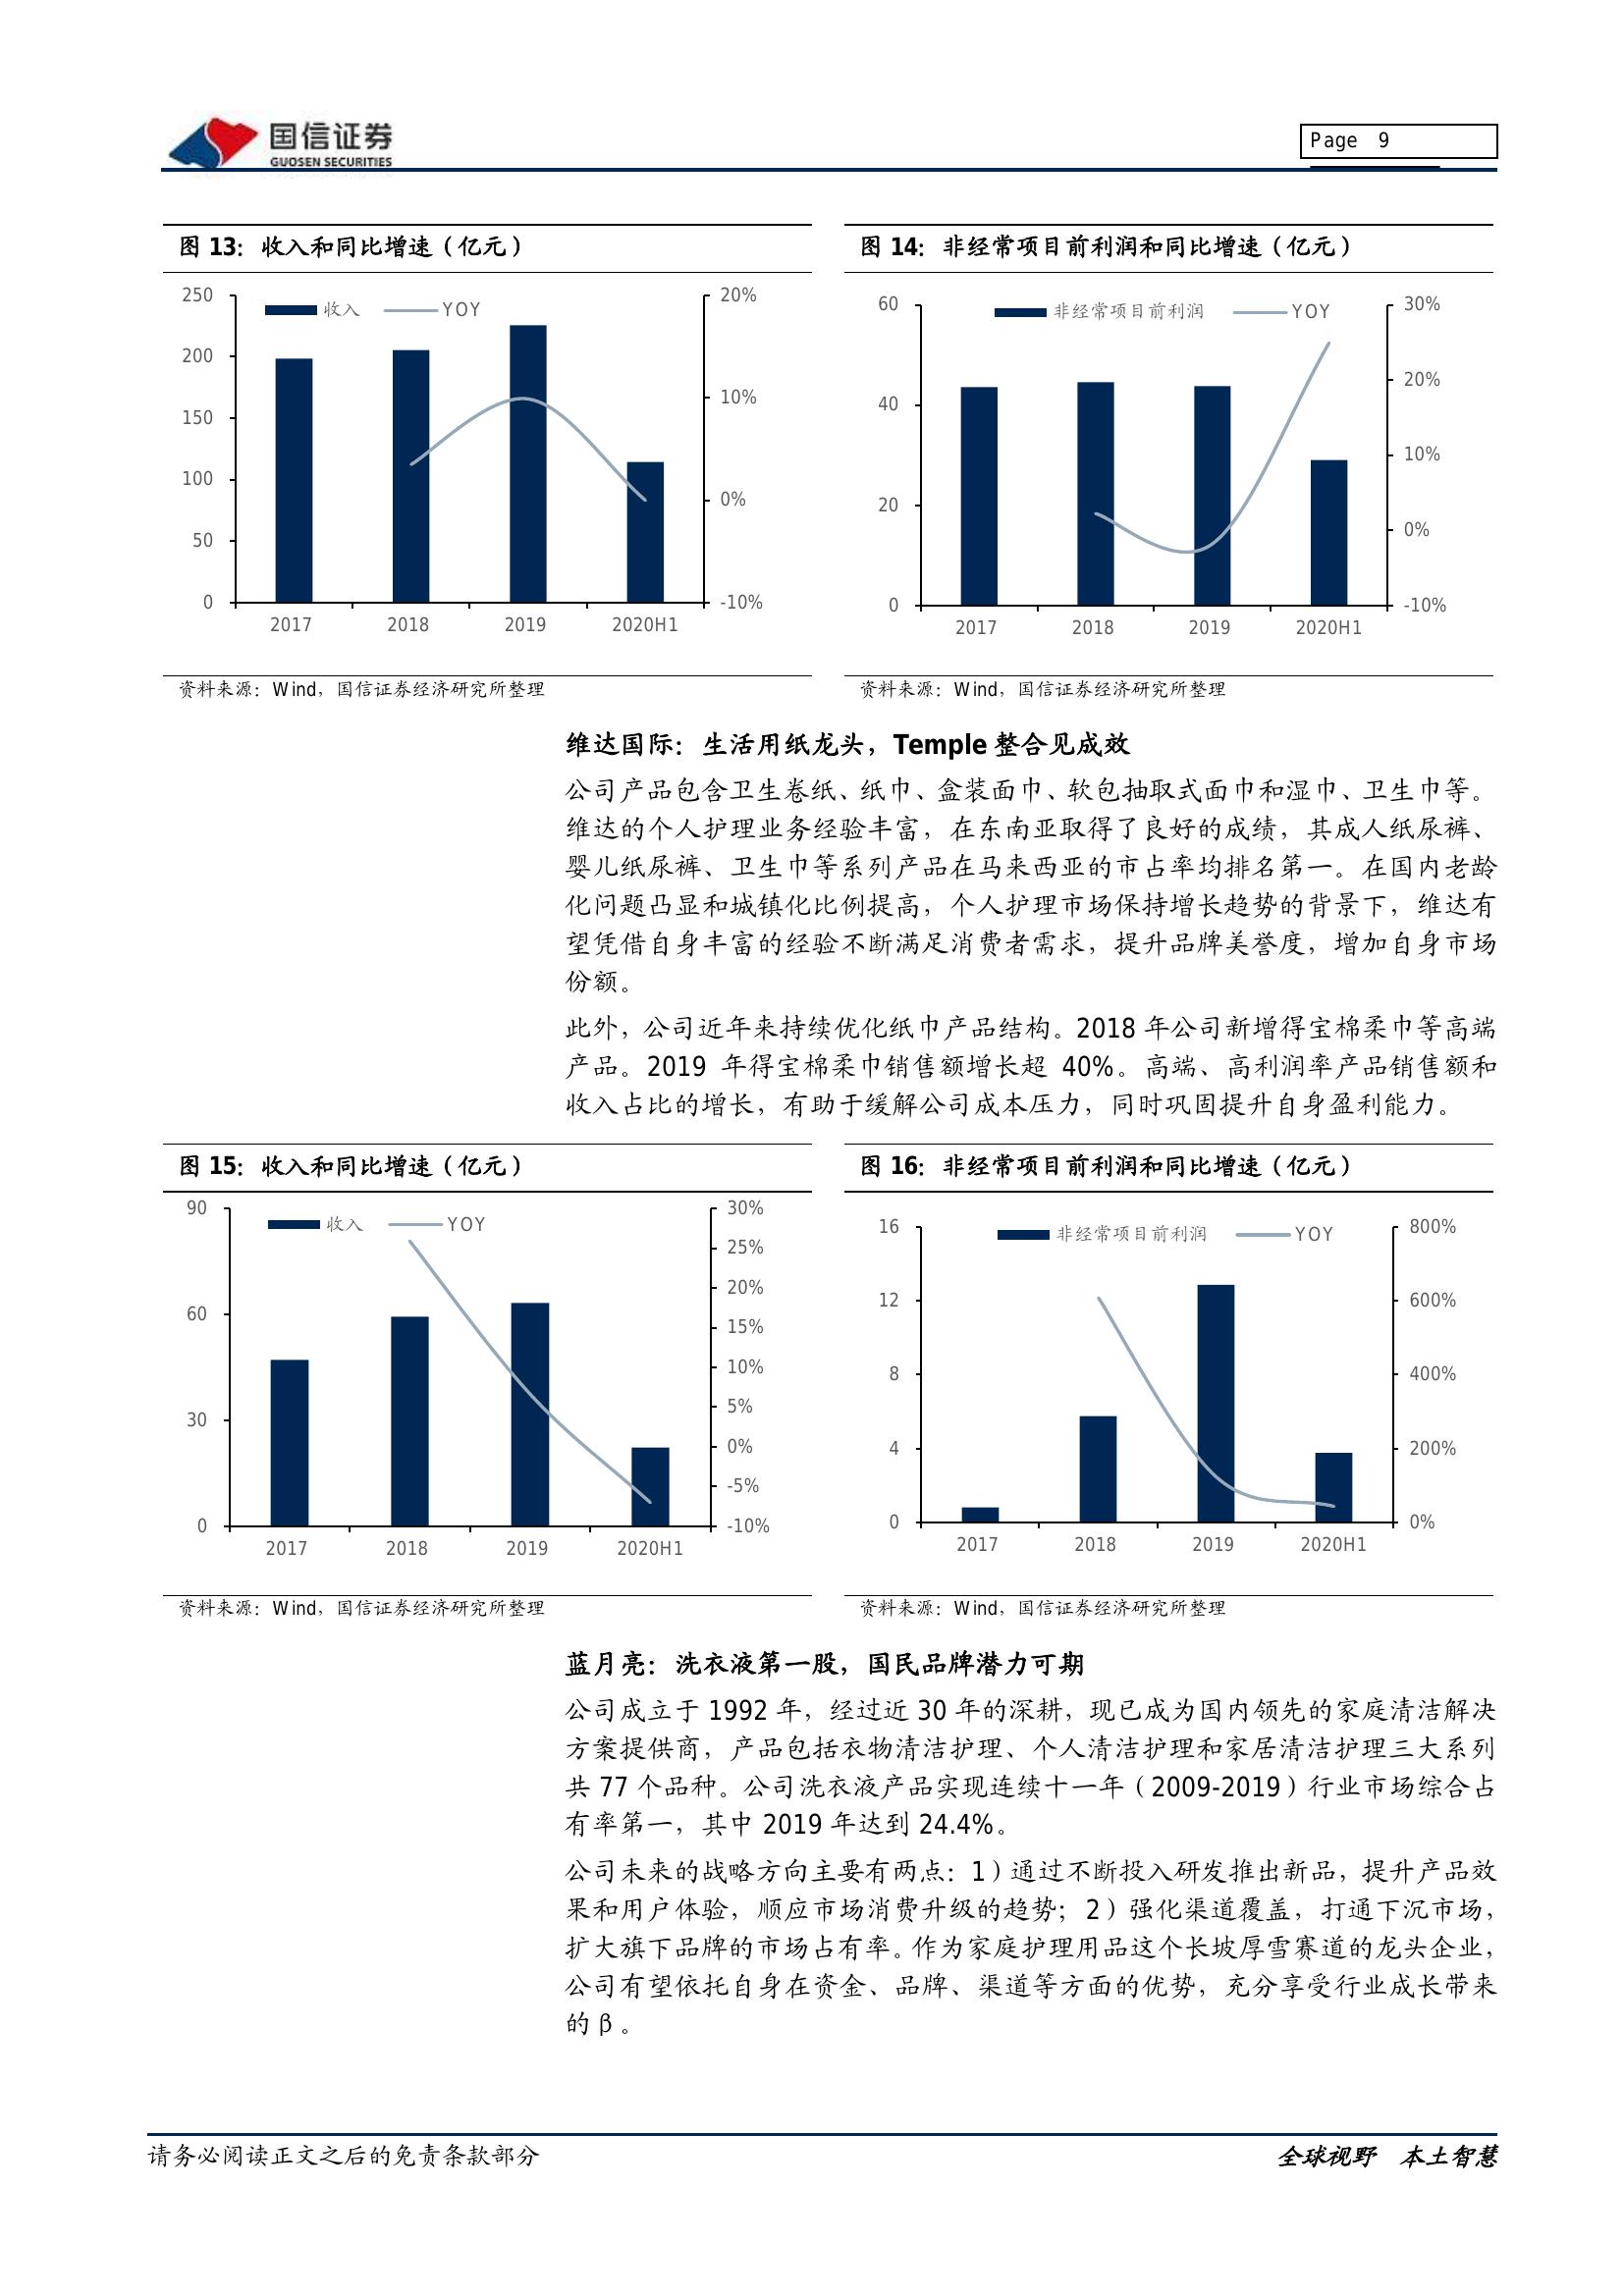 国信证券
GUOSEN SECURITIES
Page 9
图 13：收入和同比增速（亿元）
250
200
150
100
50
0
20%
10%
0%
-10%
收入
YOY
2017
2018
2019
2020H1
资料来源：Wind，国信证券经济研究所整理
图 14：非经常项目前利润和同比增速（亿元）
60
40
20
0
30%
20%
10%
0%
-10%
非经常项目前利润
YOY
2017
2018
2019
2020H1
资料来源：Wind，国信证券经济研究所整理
维达国际：生活用纸龙头，Temple 整合见成效
公司产品包含卫生卷纸、纸巾、盒装面巾、软包抽取式面巾和湿巾、卫生巾等。
维达的个人护理业务经验丰富，在东南亚取得了良好的成绩，其成人纸尿裤、
婴儿纸尿裤、卫生巾等系列产品在马来西亚的市占率均排名第一。在国内老龄
化问题凸显和城镇化比例提高，个人护理市场保持增长趋势的背景下，维达有
望凭借自身丰富的经验不断满足消费者需求，提升品牌美誉度，增加自身市场
份额。
此外，公司近年来持续优化纸巾产品结构。2018 年公司新增得宝棉柔巾等高端
产品。2019 年得宝棉柔巾销售额增长超 40%。高端、高利润率产品销售额和
收入占比的增长，有助于缓解公司成本压力，同时巩固提升自身盈利能力。
图 15：收入和同比增速（亿元）
90
60
30
0
30%
25%
20%
15%
10%
5%
0%
-5%
-10%
收入
YOY
2017
2018
2019
2020H1
资料来源：Wind，国信证券经济研究所整理
图 16：非经常项目前利润和同比增速（亿元）
16
12
8
4
0
800%
600%
400%
200%
0%
非经常项目前利润
YOY
2017
2018
2019
2020H1
资料来源：Wind，国信证券经济研究所整理
蓝月亮：洗衣液第一股，国民品牌潜力可期
公司成立于 1992 年，经过近 30 年的深耕，现已成为国内领先的家庭清洁解决
方案提供商，产品包括衣物清洁护理、个人清洁护理和家居清洁护理三大系列
共 77 个品种。公司洗衣液产品实现连续十一年（2009-2019）行业市场综合占
有率第一，其中 2019 年达到 24.4%。
公司未来的战略方向主要有两点：1）通过不断投入研发推出新品，提升产品效
果和用户体验，顺应市场消费升级的趋势；2）强化渠道覆盖，打通下沉市场，
扩大旗下品牌的市场占有率。作为家庭护理用品这个长坡厚雪赛道的龙头企业，
公司有望依托自身在资金、品牌、渠道等方面的优势，充分享受行业成长带来
的 β 。
请务必阅读正文之后的免责条款部分
全球视野 本土智慧